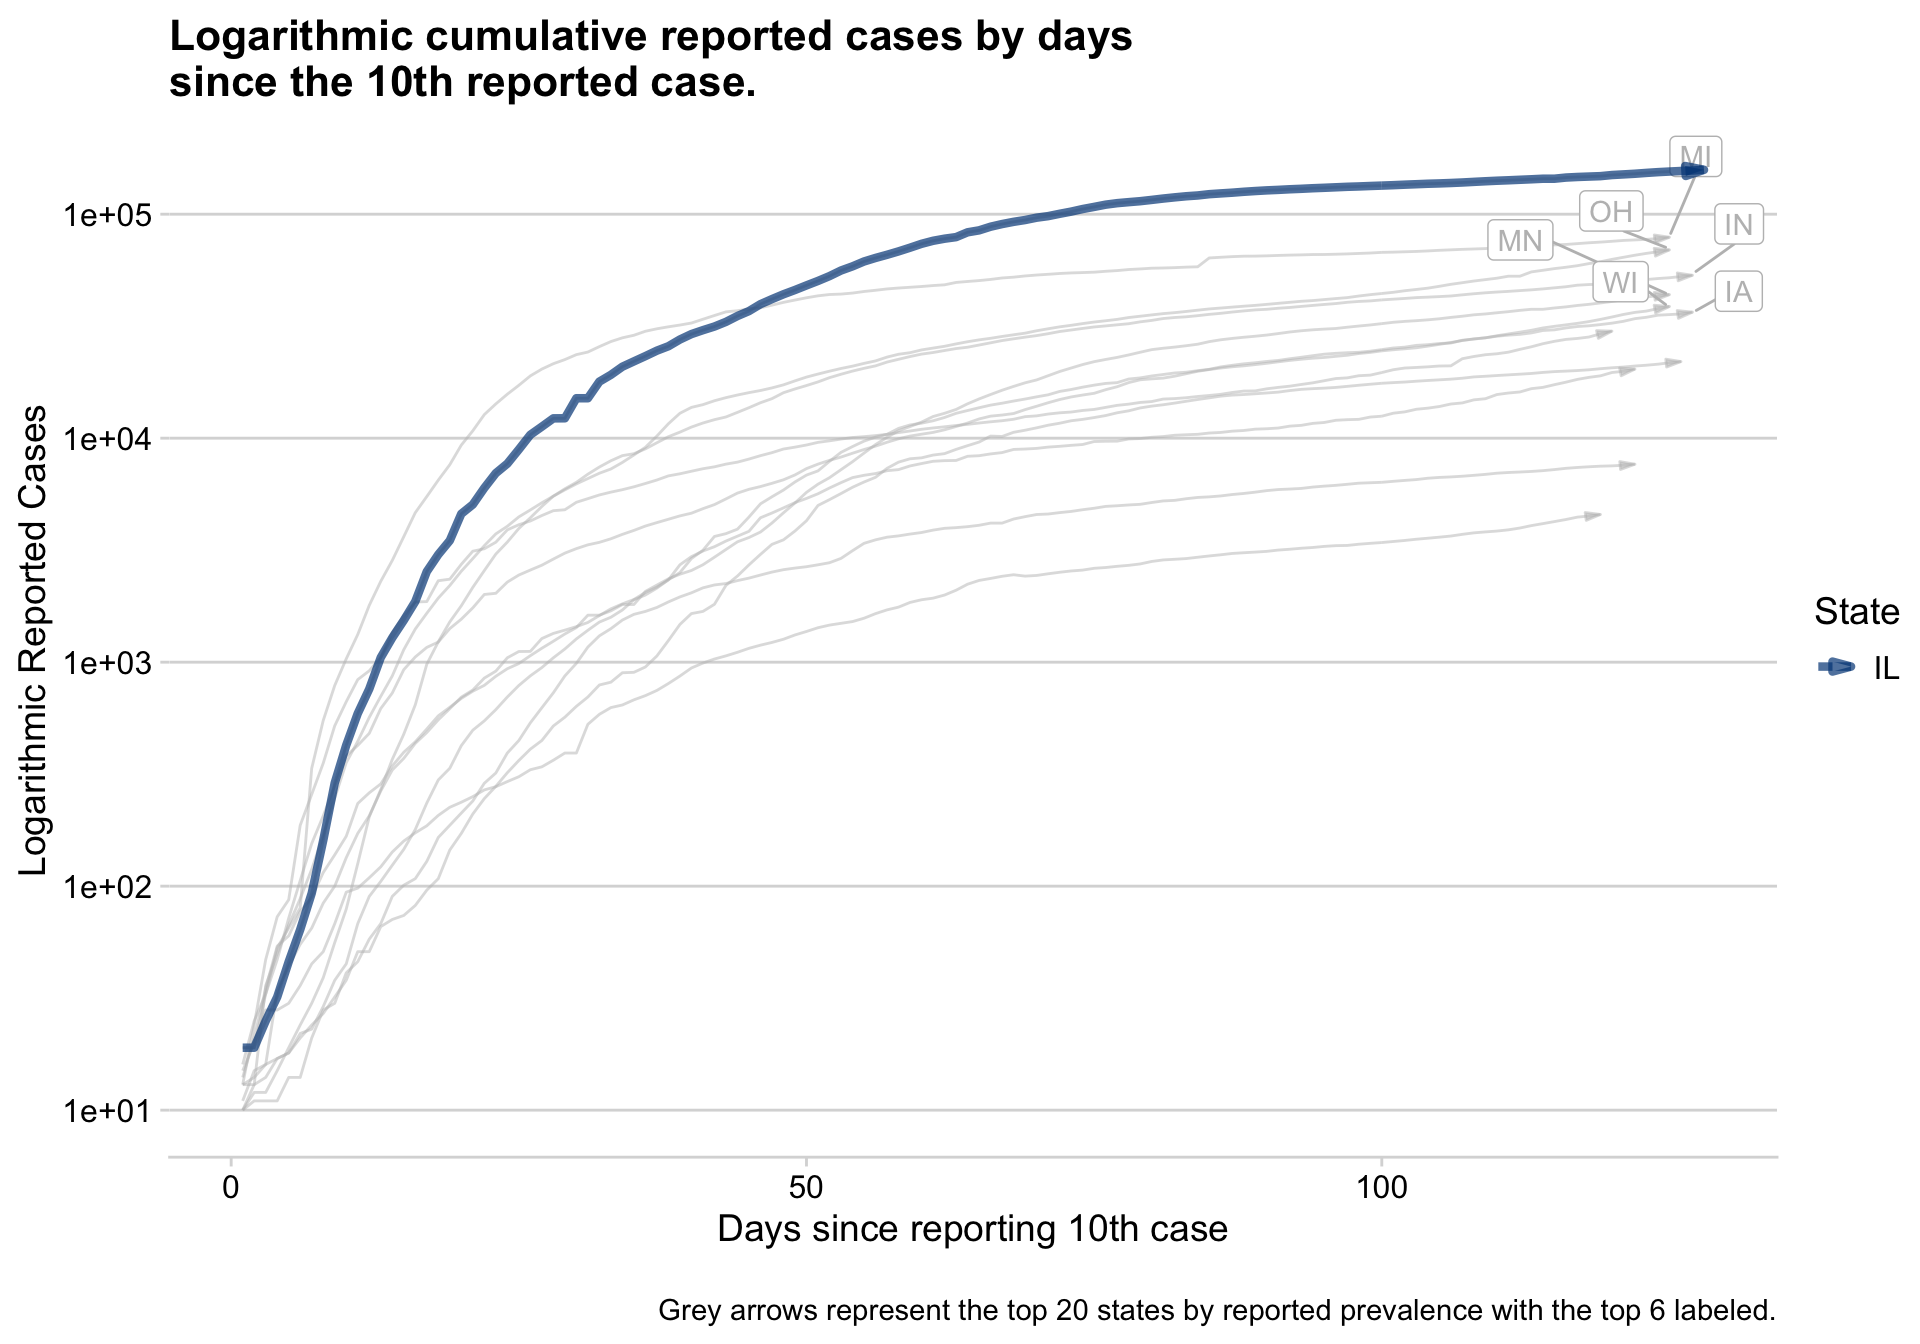 Logarithmic cumulative reported cases by days
since the 10th reported case.
MI
OH
IN
MN
WI
IA
1e+05
1e+04
1e+03
1e+02
1e+01
Logarithmic Reported Cases
State
IL
0
50
100
Days since reporting 10th case
Grey arrows represent the top 20 states by reported prevalence with the top 6 labeled.